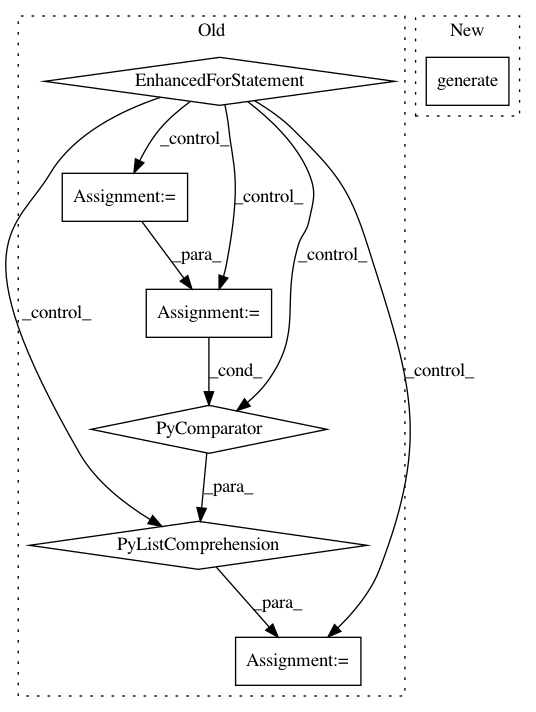 Old
New
EnhancedForStatement
generate
_control_
Assignment:=
_control_
_para_
_control_
_control_
Assignment:=
_control_
_cond_
PyComparator
_para_
PyListComprehension
_para_
Assignment:=